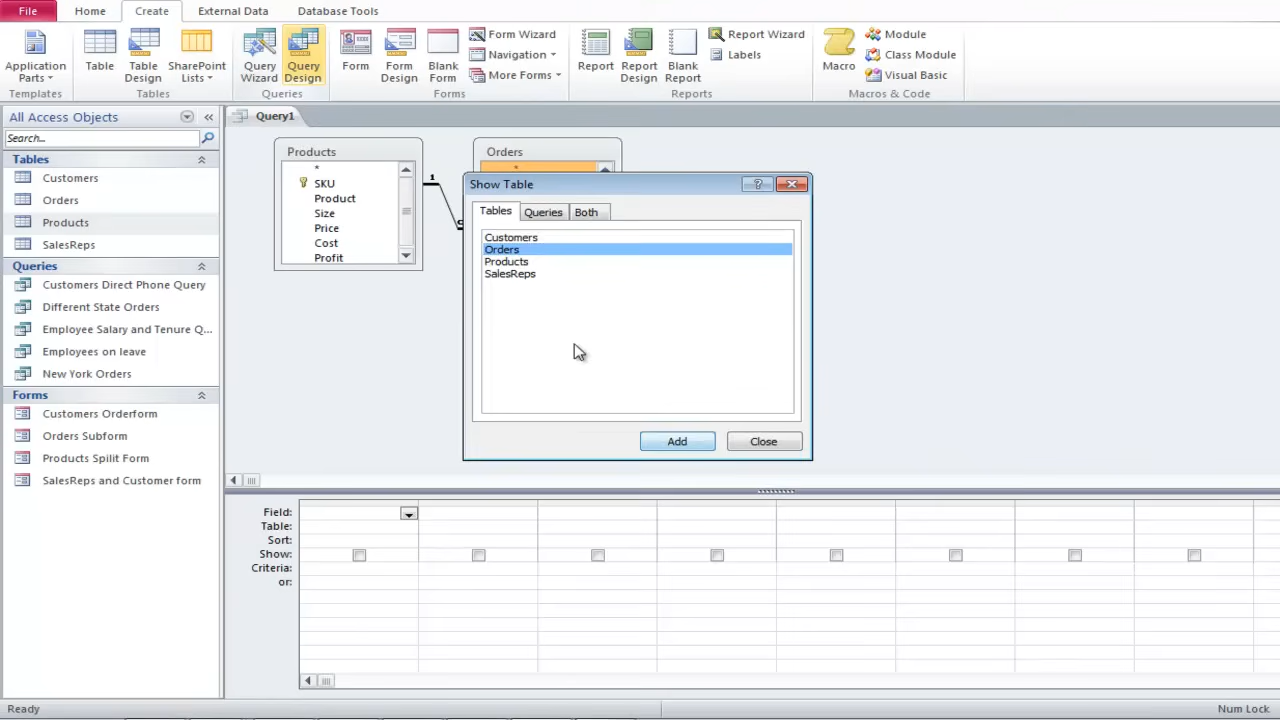 File Home Create External Data Database Tools
Application Parts
Table
Table Design
SharePoint Lists
Query Wizard
Query Design
Form
Form Design
Blank Form
Form Wizard
Navigation
More Forms
Report
Report Design
Blank Report
Report Wizard
Labels
Macro
Module
Class Module
Visual Basic
Templates Tables Queries Forms Reports Macros & Code
All Access Objects
Search...
Tables
Customers
Orders
Products
SalesReps
Queries
Customers Direct Phone Query
Different State Orders
Employee Salary and Tenure Q...
Employees on leave
New York Orders
Forms
Customers Orderform
Orders Subform
Products Spilit Form
SalesReps and Customer form
Query1
Products
*
SKU
Product
Size
Price
Cost
Profit
1
Orders
*
Show Table
?
Tables Queries Both
Customers
Orders
Products
SalesReps
Add Close
Field:
Table:
Sort:
Show:
Criteria:
or:
Ready Num Lock